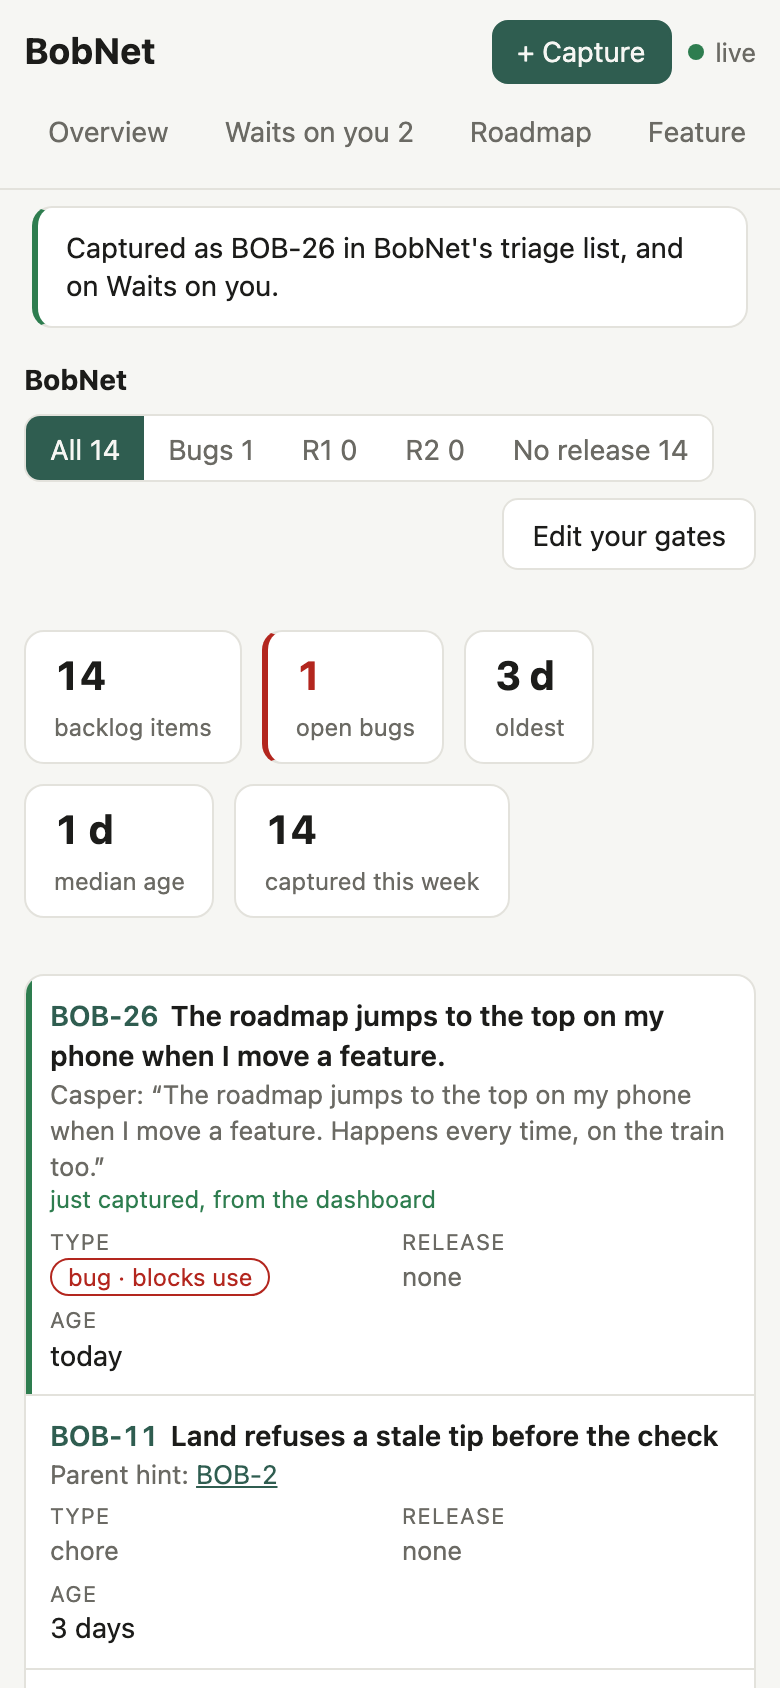 BobNet
+ Capture
live
Overview
Waits on you 2
Roadmap
Feature
Captured as BOB-26 in BobNet's triage list, and
on Waits on you.
BobNet
All 14
Bugs 1
R1 0
R2 0
No release 14
Edit your gates
14
backlog items
1
open bugs
3 d
oldest
1 d
median age
14
captured this week
BOB-26 The roadmap jumps to the top on my
phone when I move a feature.
Casper: “The roadmap jumps to the top on my phone
when I move a feature. Happens every time, on the train
too.”
just captured, from the dashboard
TYPE
bug · blocks use
RELEASE
none
AGE
today
BOB-11 Land refuses a stale tip before the check
Parent hint: BOB-2
TYPE
chore
RELEASE
none
AGE
3 days